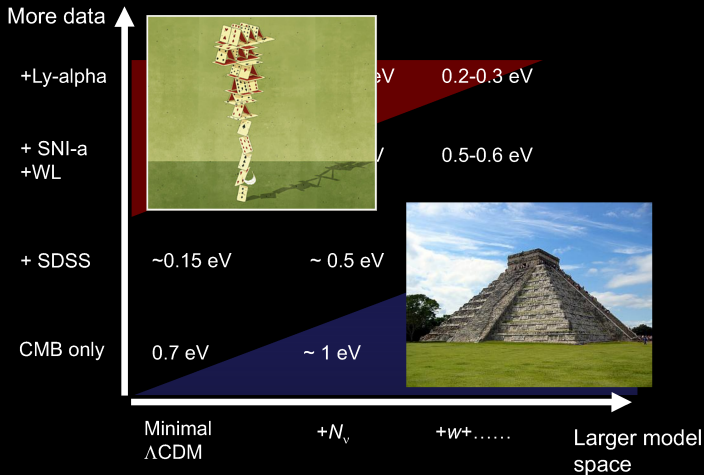 More data
+Ly-alpha
eV
0.2-0.3 eV
+ SNI-a
+WL
0.5-0.6 eV
+ SDSS
~0.15 eV
~ 0.5 eV
CMB only
0.7 eV
~ 1 eV
Minimal
ΛCDM
+Nν
+w+......
Larger model
space